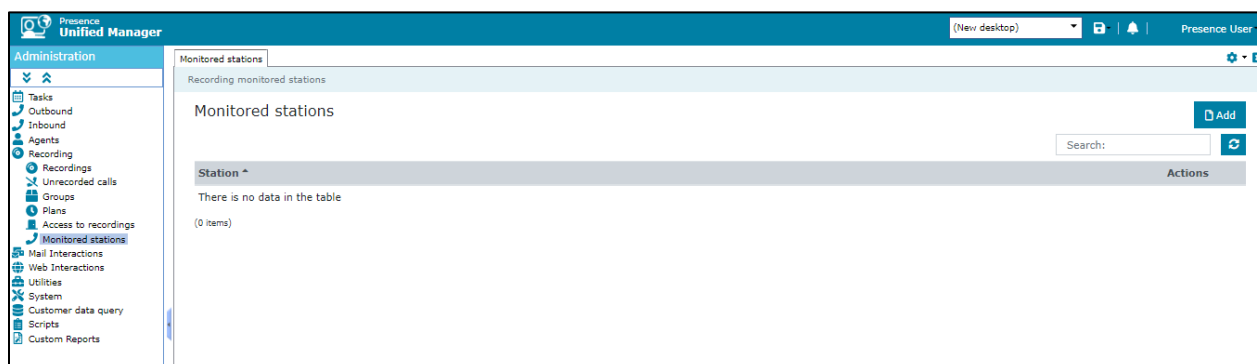 Presence
Unified Manager
(New desktop)
Presence User
Administration
Tasks
Outbound
Inbound
Agents
Recording
Recordings
Unrecorded calls
Groups
Plans
Access to recordings
Monitored stations
Mail Interactions
Web Interactions
Utilities
System
Customer data query
Scripts
Custom Reports
Monitored stations
Recording monitored stations
Monitored stations
Add
Search:
Station Actions
There is no data in the table
(0 items)